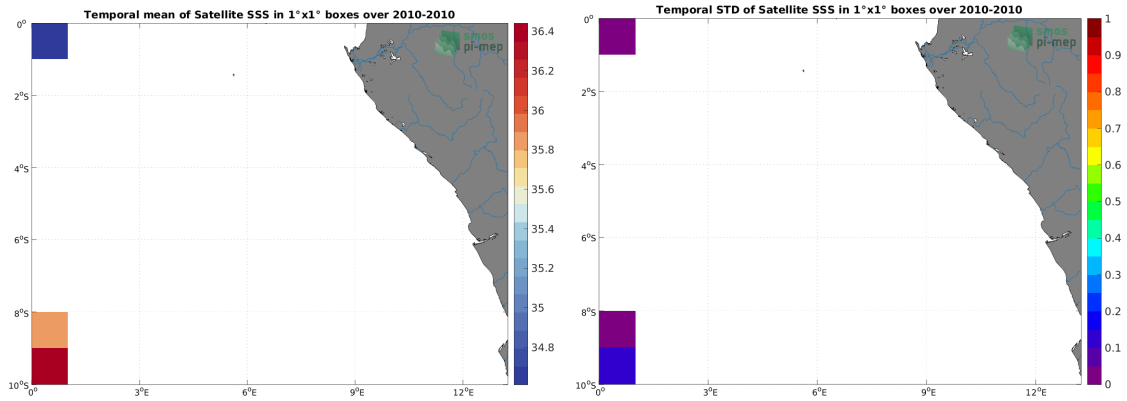 Temporal mean of Satellite SSS in 1°x1° boxes over 2010-2010
0°
2°S
4°S
6°S
8°S
10°S
0°E
3°E
6°E
9°E
12°E
smos
pi-mep
36.4
36.2
36
35.8
35.6
35.4
35.2
35
34.8
Temporal STD of Satellite SSS in 1°x1° boxes over 2010-2010
0°
2°S
4°S
6°S
8°S
10°S
0°E
3°E
6°E
9°E
12°E
smos
pi-mep
1
0.9
0.8
0.7
0.6
0.5
0.4
0.3
0.2
0.1
0